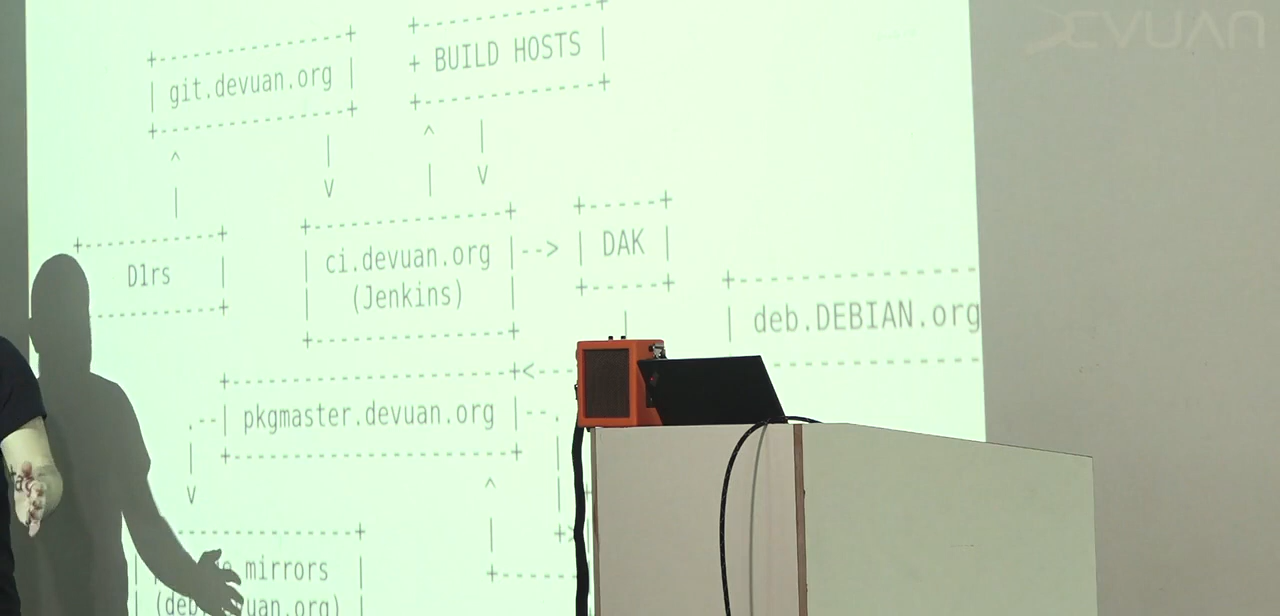 DEVUAN
git.devuan.org
BUILD HOSTS
D1rs
ci.devuan.org
(Jenkins)
DAK
deb.DEBIAN.org
pkgmaster.devuan.org
mirrors